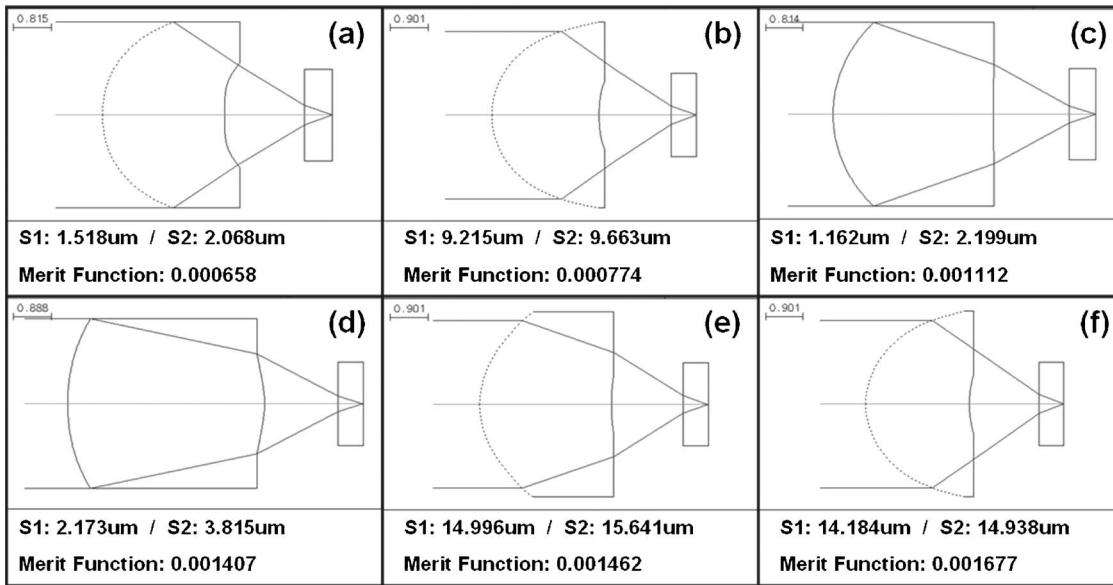 0.815
(a)
S1: 1.518um / S2: 2.068um
Merit Function: 0.000658
0.901
(b)
S1: 9.215um / S2: 9.663um
Merit Function: 0.000774
0.814
(c)
S1: 1.162um / S2: 2.199um
Merit Function: 0.001112
0.888
(d)
S1: 2.173um / S2: 3.815um
Merit Function: 0.001407
0.901
(e)
S1: 14.996um / S2: 15.641um
Merit Function: 0.001462
0.901
(f)
S1: 14.184um / S2: 14.938um
Merit Function: 0.001677